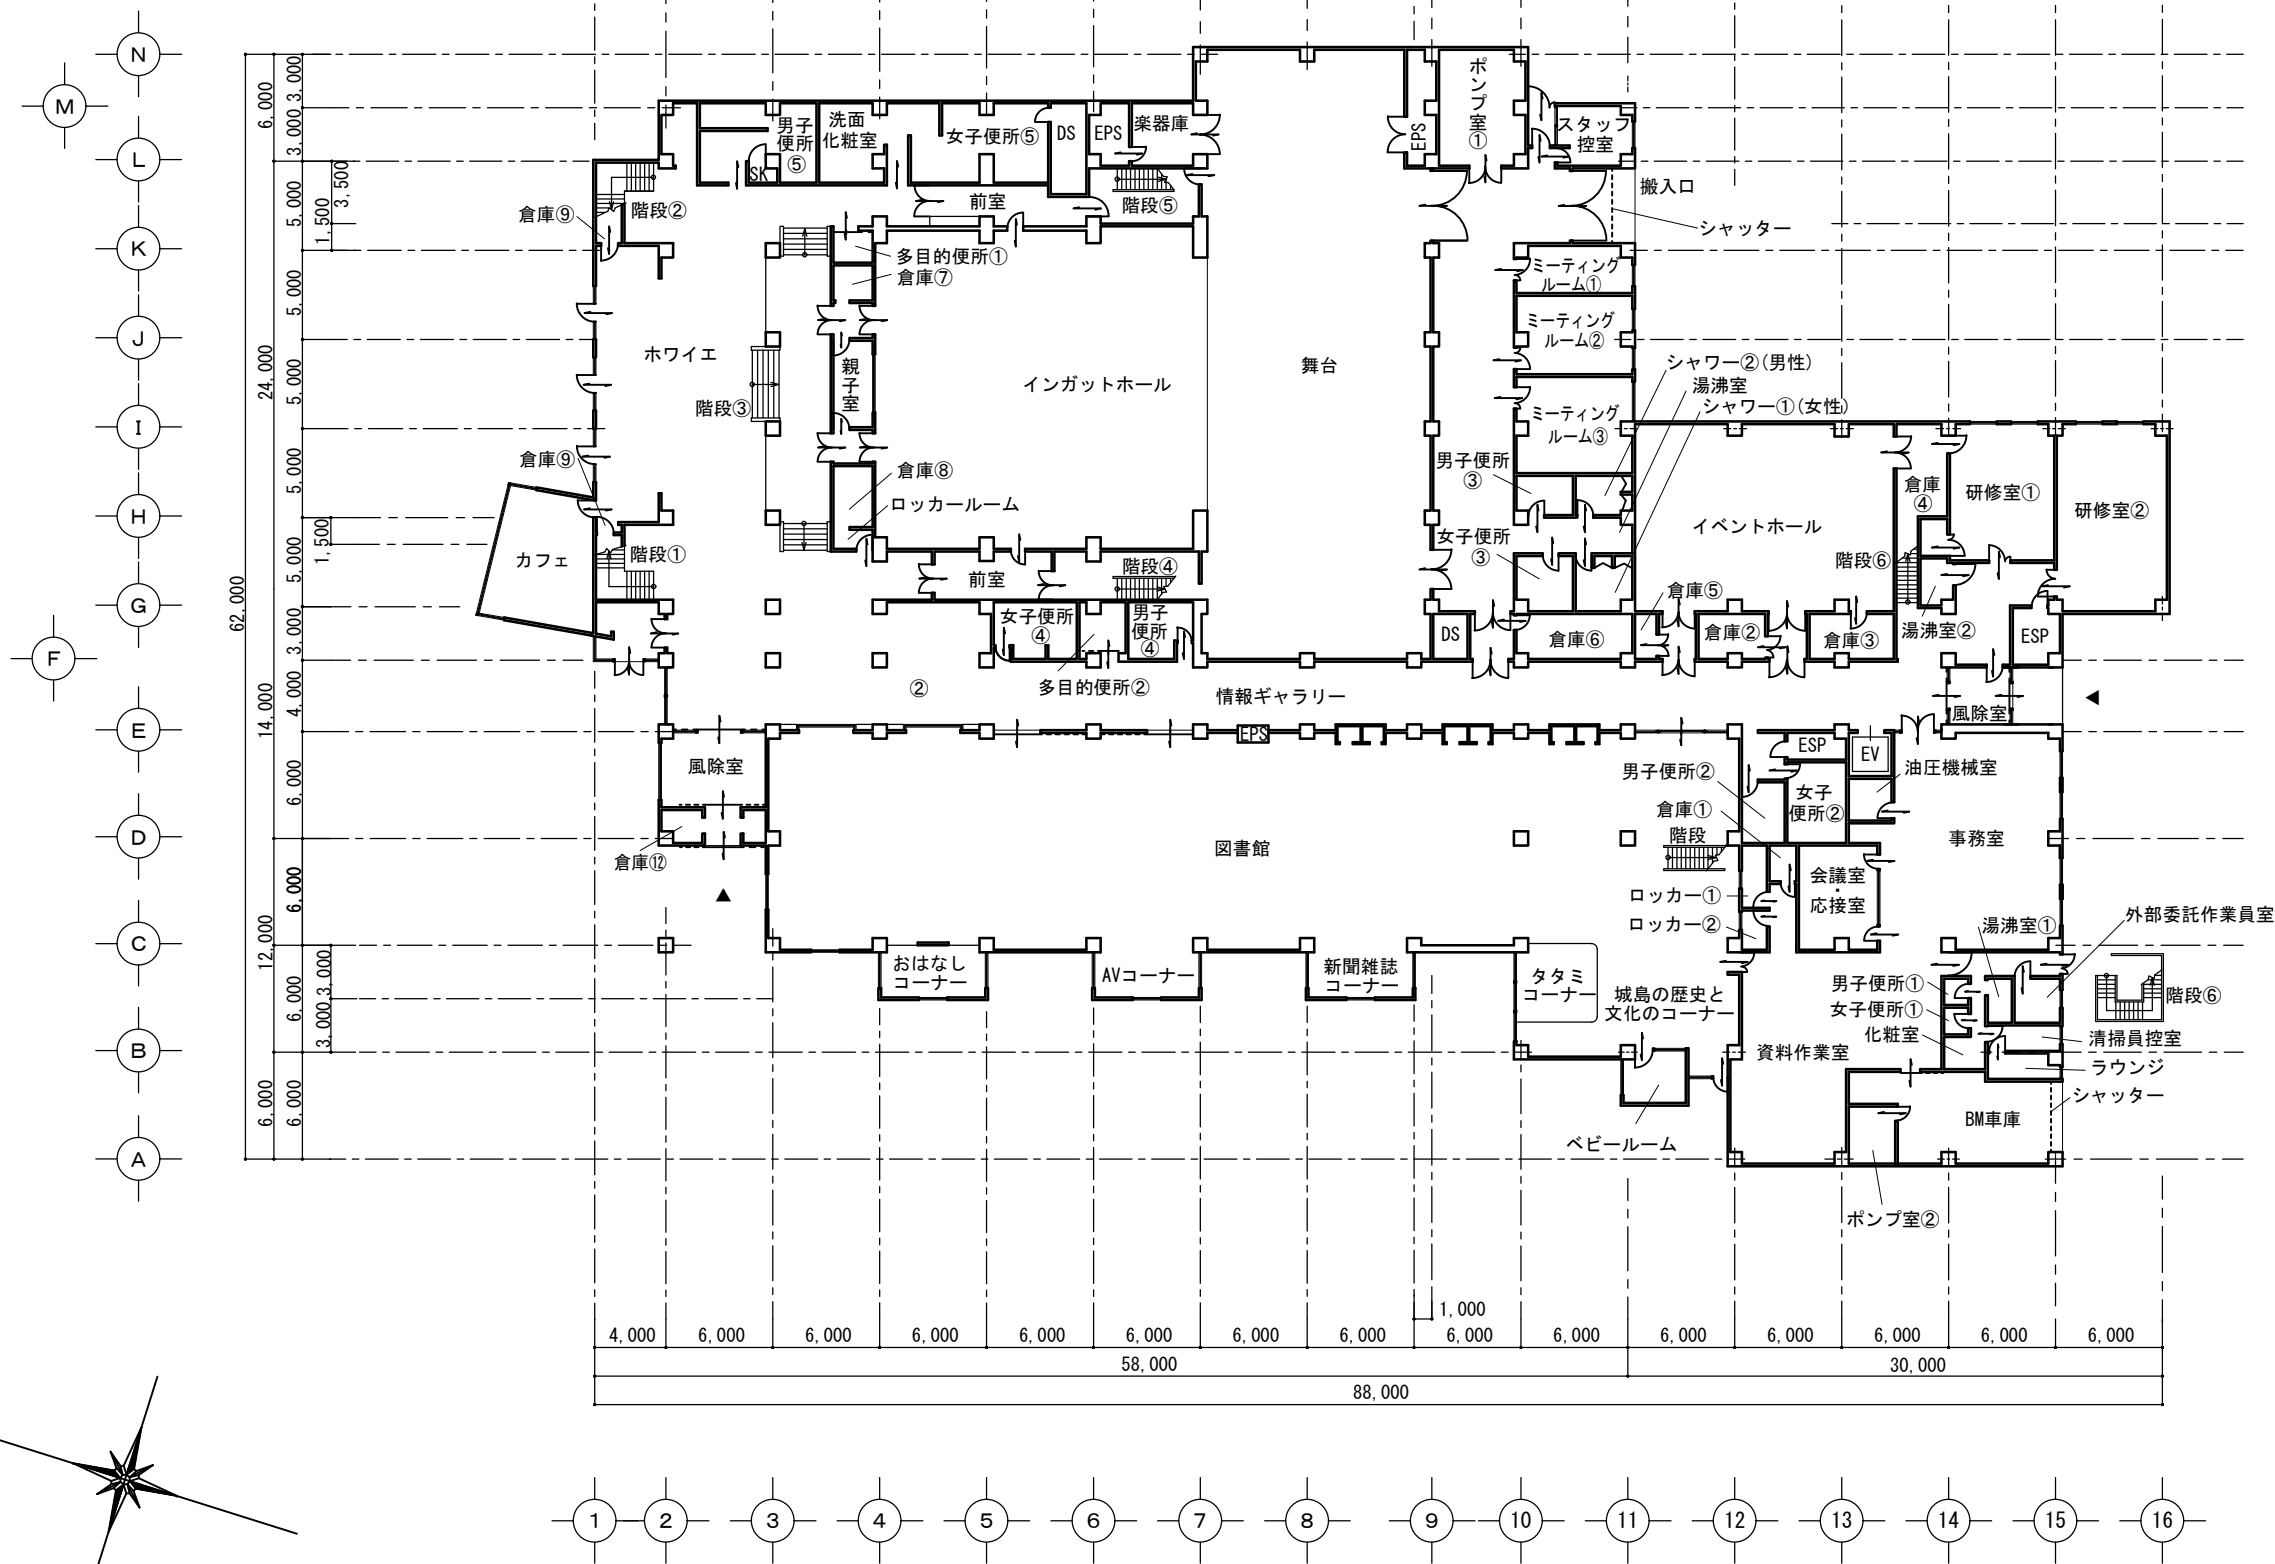 N
M
L
K
J
I
H
G
F
E
D
C
B
A
62,000
6,000
24,000
14,000
12,000
6,000
3,000
3,000
5,000
5,000
5,000
5,000
5,000
3,000
4,000
6,000
6,000
6,000
6,000
3,500
1,500
1,500
3,000
3,000
男子
便所
⑤
SK
洗面
化粧室
女子便所⑤
DS
EPS
楽器庫
EPS
ポンプ室①
スタッフ
控室
搬入口
シャッター
前室
階段⑤
倉庫⑨
階段②
多目的便所①
倉庫⑦
ミーティング
ルーム①
ミーティング
ルーム②
ミーティング
ルーム③
ホワイエ
階段③
親子室
インガットホール
舞台
シャワー②(男性)
湯沸室
シャワー①(女性)
倉庫⑨
カフェ
階段①
倉庫⑧
ロッカールーム
男子便所
③
女子便所
③
イベントホール
倉庫
④
研修室①
研修室②
階段⑥
前室
階段④
女子便所
④
男子
便所
④
DS
倉庫⑥
倉庫⑤
倉庫②
倉庫③
湯沸室②
ESP
②
多目的便所②
情報ギャラリー
風除室
EPS
風除室
倉庫⑫
図書館
男子便所②
ESP
EV
油圧機械室
女子
便所②
倉庫①
階段
事務室
会議室
・
応接室
ロッカー①
ロッカー②
湯沸室①
外部委託作業員室
おはなし
コーナー
AVコーナー
新聞雑誌
コーナー
タタミ
コーナー
城島の歴史と
文化のコーナー
男子便所①
女子便所①
化粧室
階段⑥
清掃員控室
ラウンジ
シャッター
資料作業室
BM車庫
ベビールーム
ポンプ室②
1,000
4,000
6,000
6,000
6,000
6,000
6,000
6,000
6,000
6,000
6,000
6,000
6,000
6,000
6,000
6,000
58,000
30,000
88,000
1
2
3
4
5
6
7
8
9
10
11
12
13
14
15
16